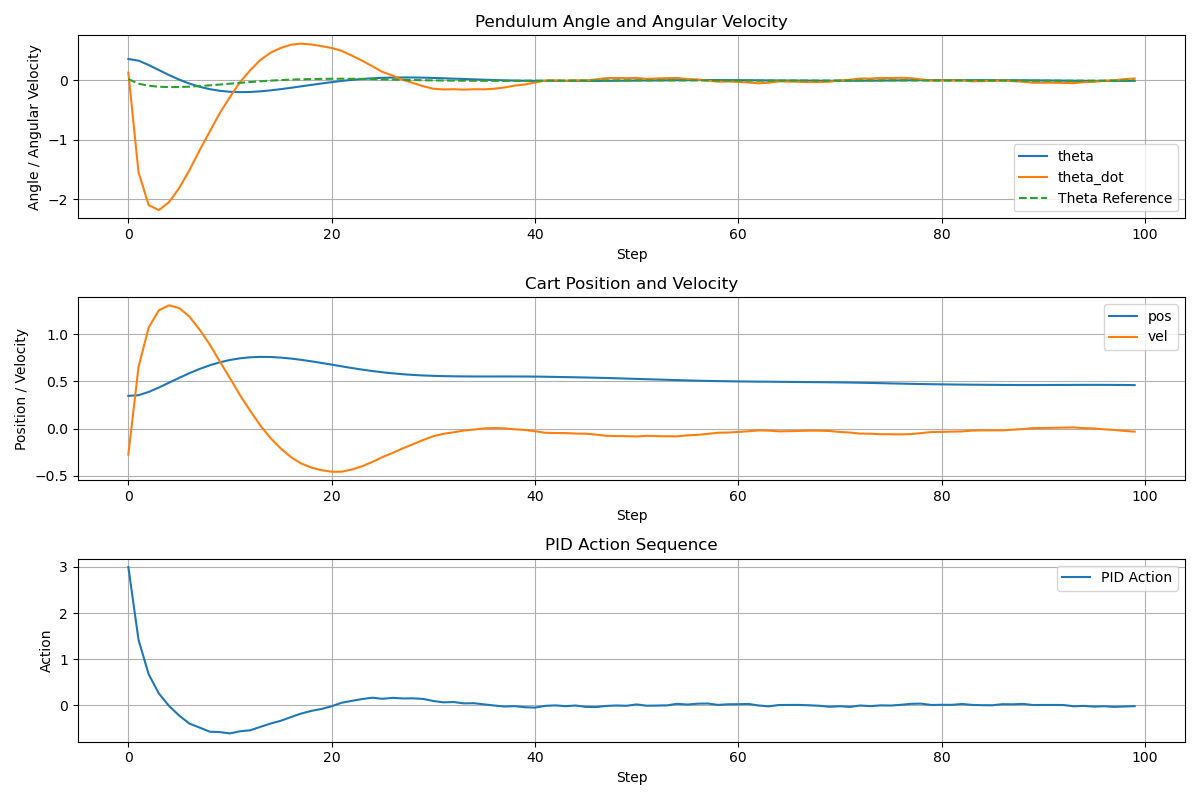 Pendulum Angle and Angular Velocity
Angle / Angular Velocity
0
−1
−2
theta
theta_dot
Theta Reference
0 20 40 60 80 100
Step
Cart Position and Velocity
Position / Velocity
1.0
0.5
0.0
−0.5
pos
vel
0 20 40 60 80 100
Step
PID Action Sequence
Action
3
2
1
0
PID Action
0 20 40 60 80 100
Step